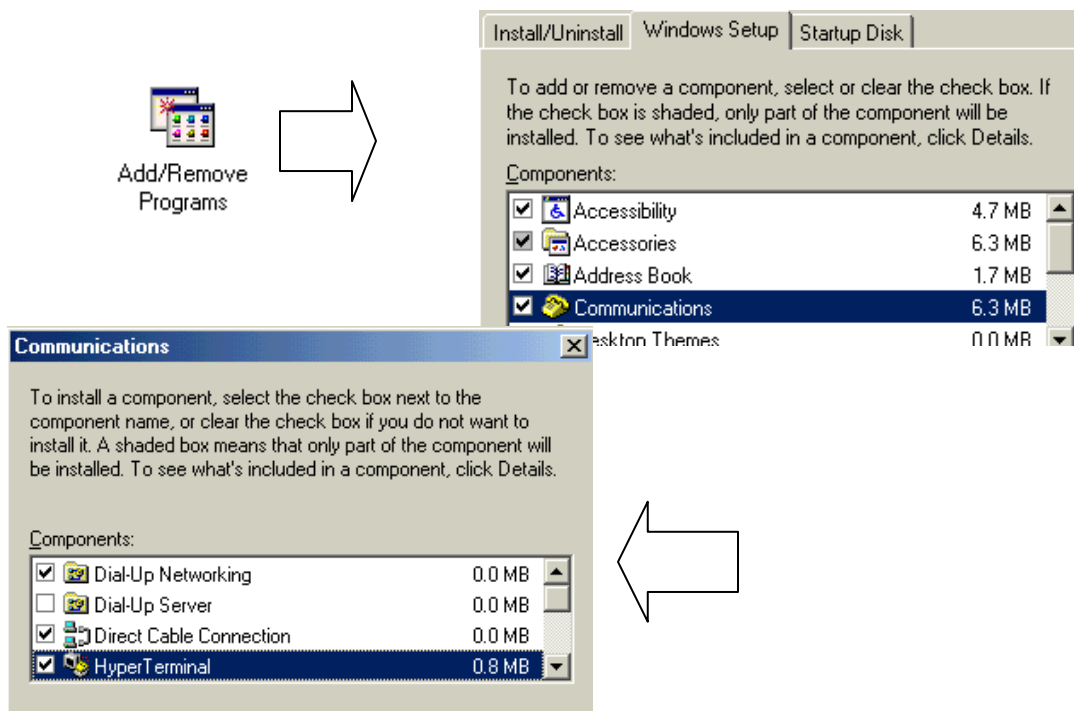 Add/Remove
Programs
Install/Uninstall Windows Setup Startup Disk
To add or remove a component, select or clear the check box. If
the check box is shaded, only part of the component will be
installed. To see what's included in a component, click Details.
Components:
Accessibility 4.7 MB
Accessories 6.3 MB
Address Book 1.7 MB
Communications 6.3 MB
esktop Themes 0.0 MB
Communications
To install a component, select the check box next to the
component name, or clear the check box if you do not want to
install it. A shaded box means that only part of the component will
be installed. To see what's included in a component, click Details.
Components:
Dial-Up Networking 0.0 MB
Dial-Up Server 0.0 MB
Direct Cable Connection 0.0 MB
HyperTerminal 0.8 MB